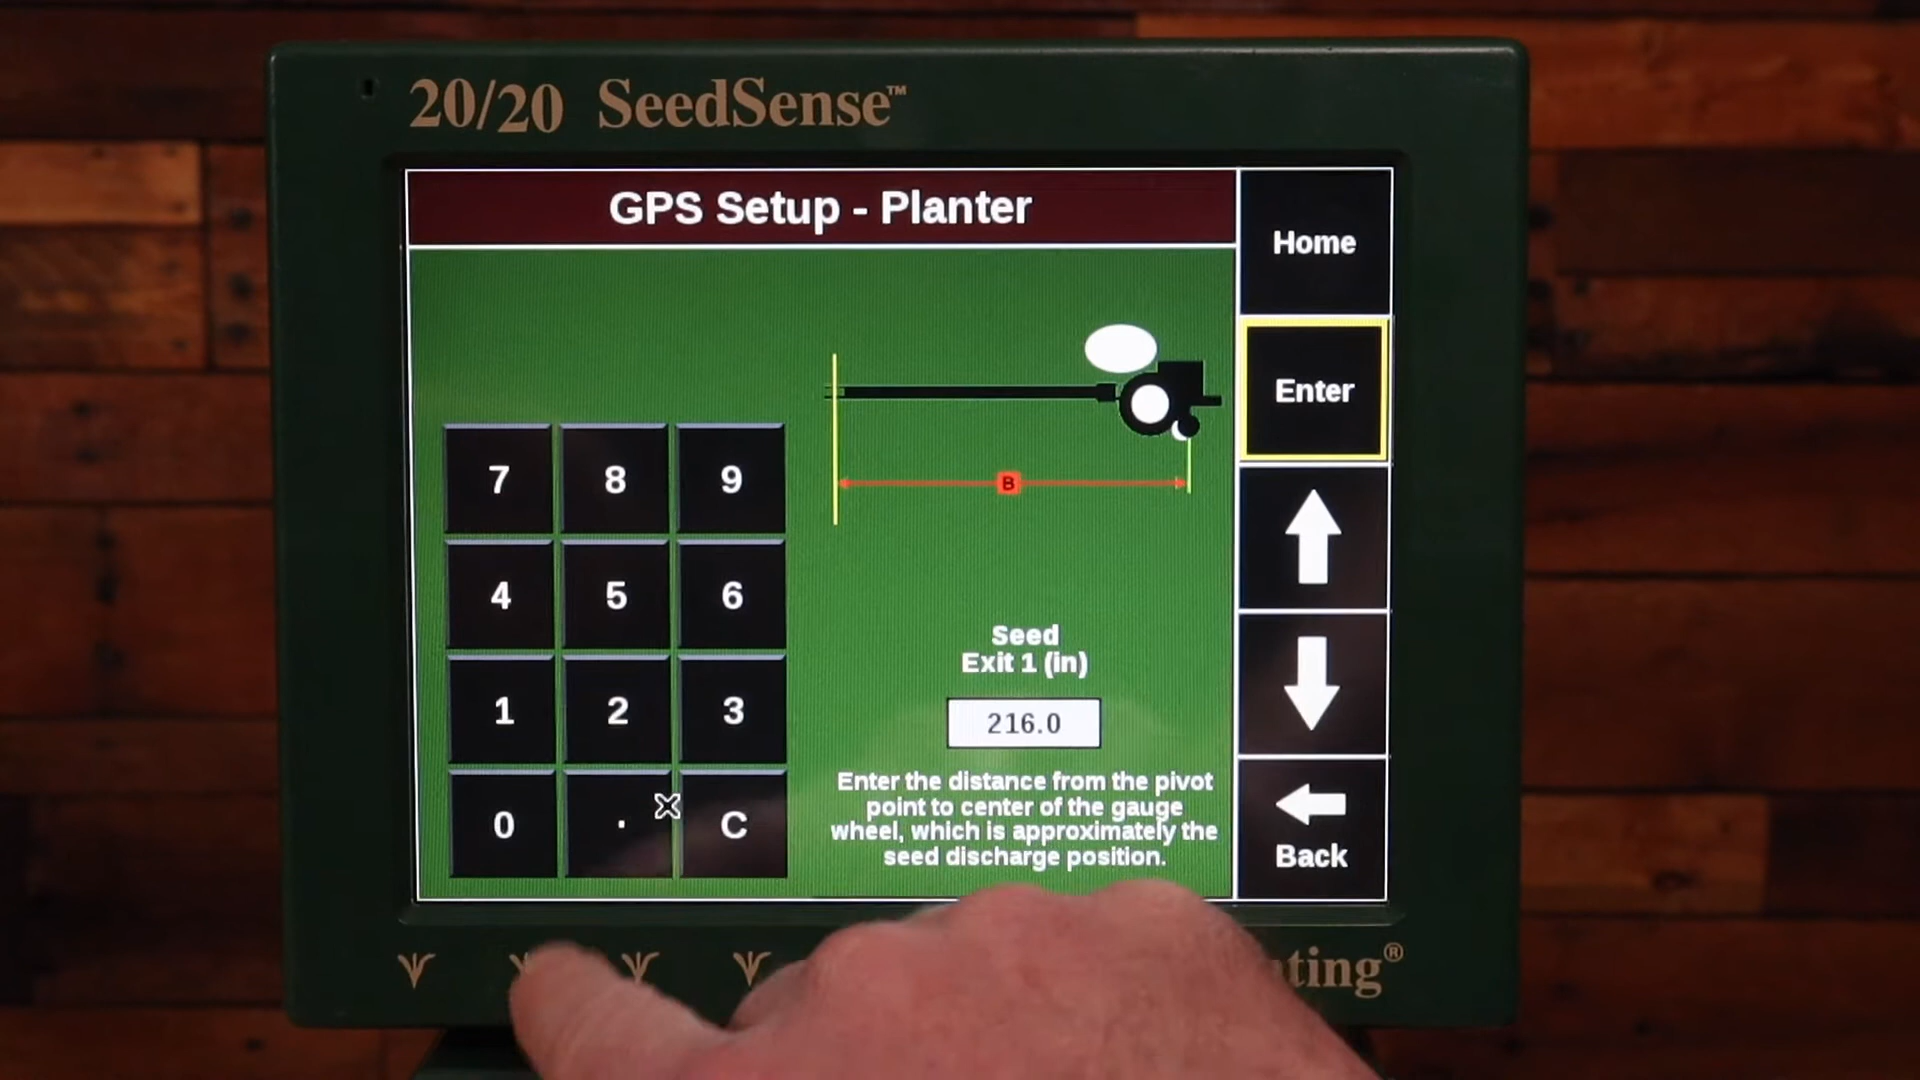 20/20 SeedSense™
GPS Setup - Planter
Home
Enter
B
7 8 9
4 5 6
1 2 3
0 . C
Seed
Exit 1 (in)
216.0
Enter the distance from the pivot
point to center of the gauge
wheel, which is approximately the
seed discharge position.
Back